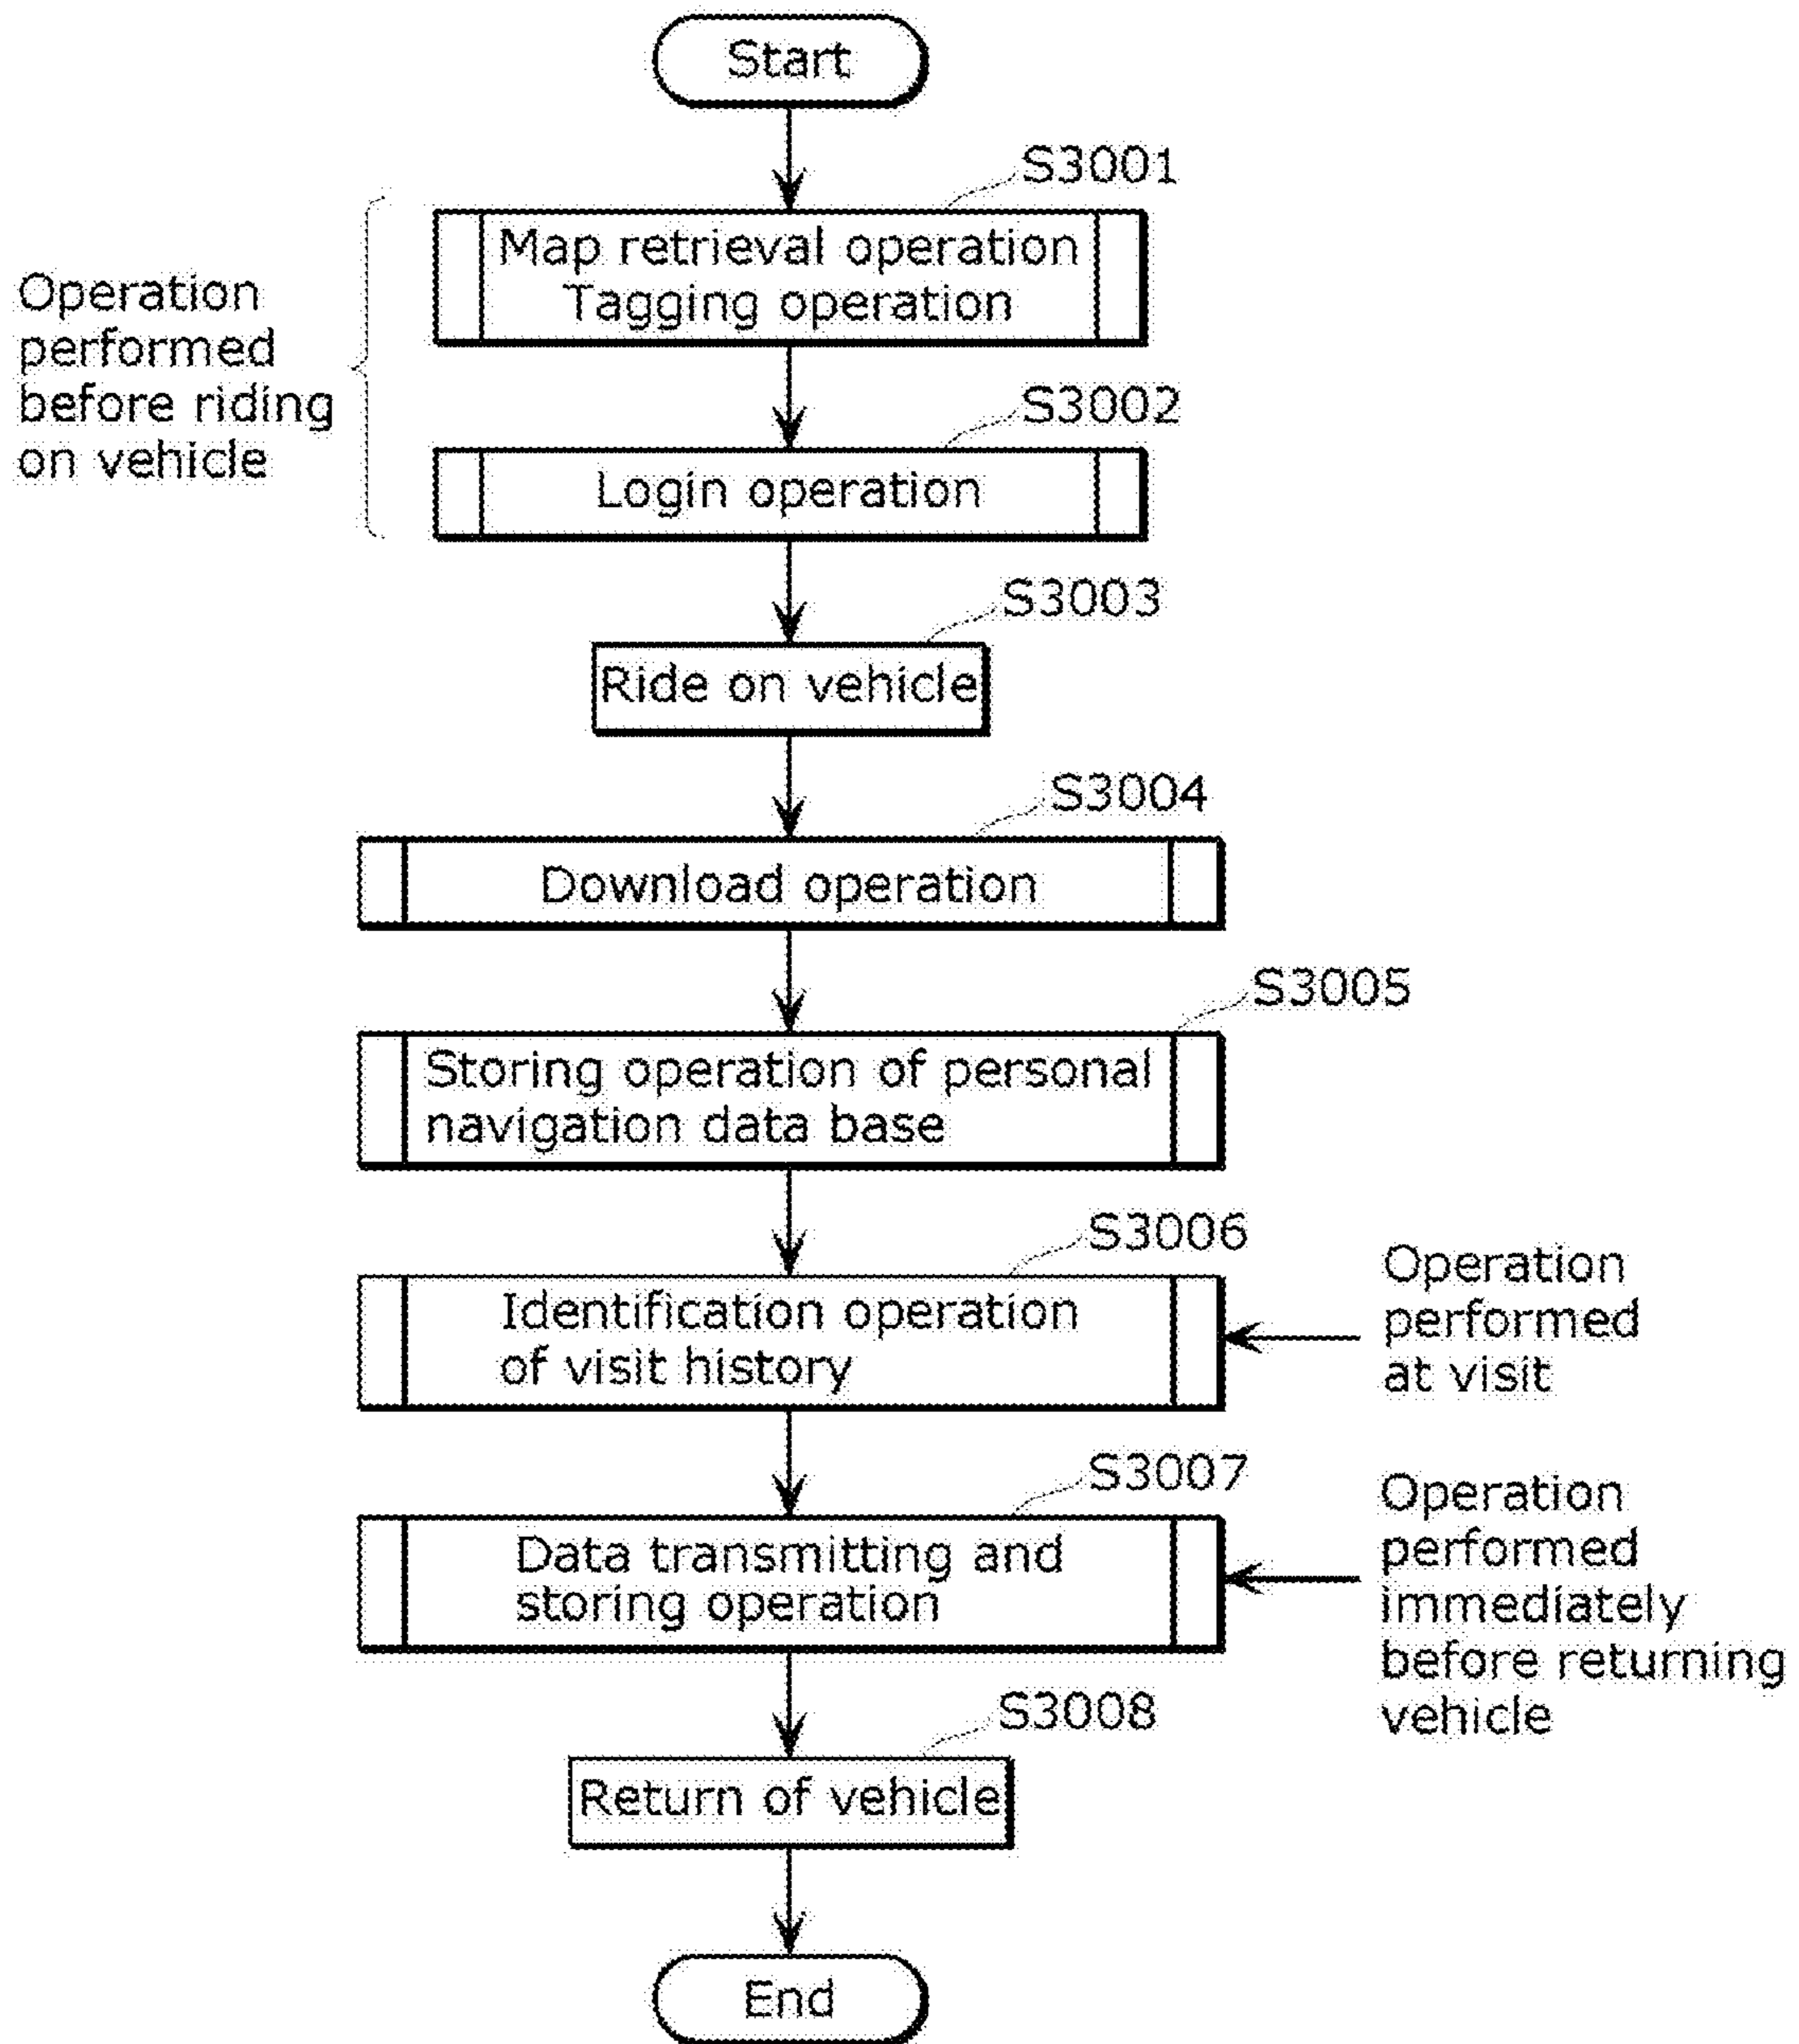 Start
S3001
Map retrieval operation
Tagging operation
Operation
performed
before riding
on vehicle
S3002
Login operation
S3003
Ride on vehicle
S3004
Download operation
S3005
Storing operation of personal
navigation data base
S3006
Identification operation
of visit history
Operation
performed
at visit
S3007
Data transmitting and
storing operation
Operation
performed
immediately
before returning
vehicle
S3008
Return of vehicle
End